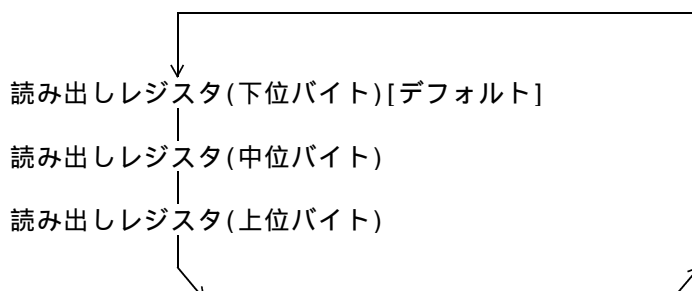 読み出しレジスタ(下位バイト)[デフォルト]
読み出しレジスタ(中位バイト)
読み出しレジスタ(上位バイト)